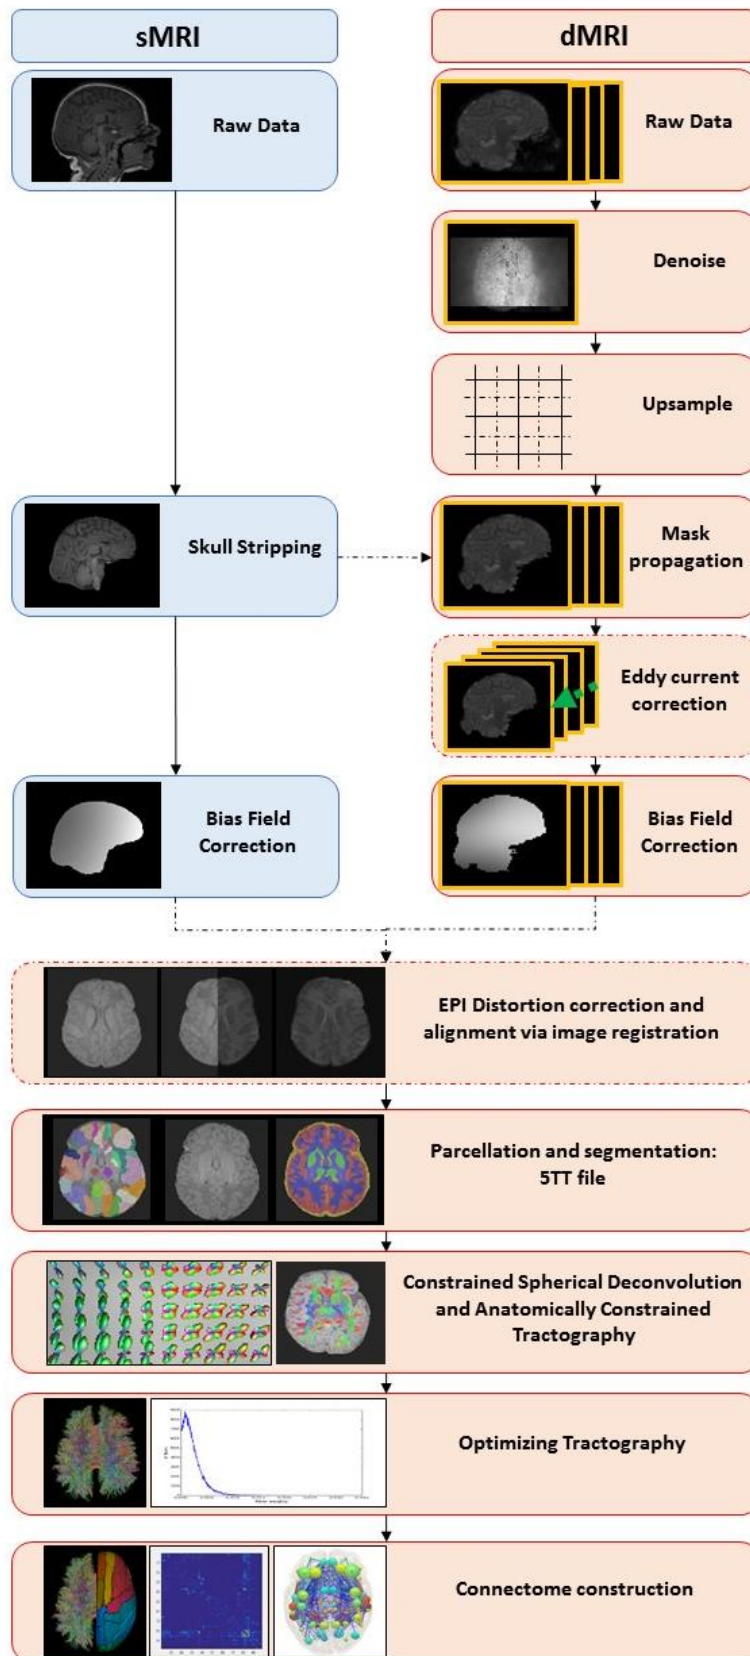 sMRI
dMRI
Raw Data
Raw Data
Denoise
Upsample
Skull Stripping
Mask
propagation
Eddy current
correction
Bias Field
Correction
Bias Field
Correction
EPI Distortion correction and
alignment via image registration
Parcellation and segmentation:
5TT file
Constrained Spherical Deconvolution
and Anatomically Constrained
Tractography
Optimizing Tractography
Connectome construction